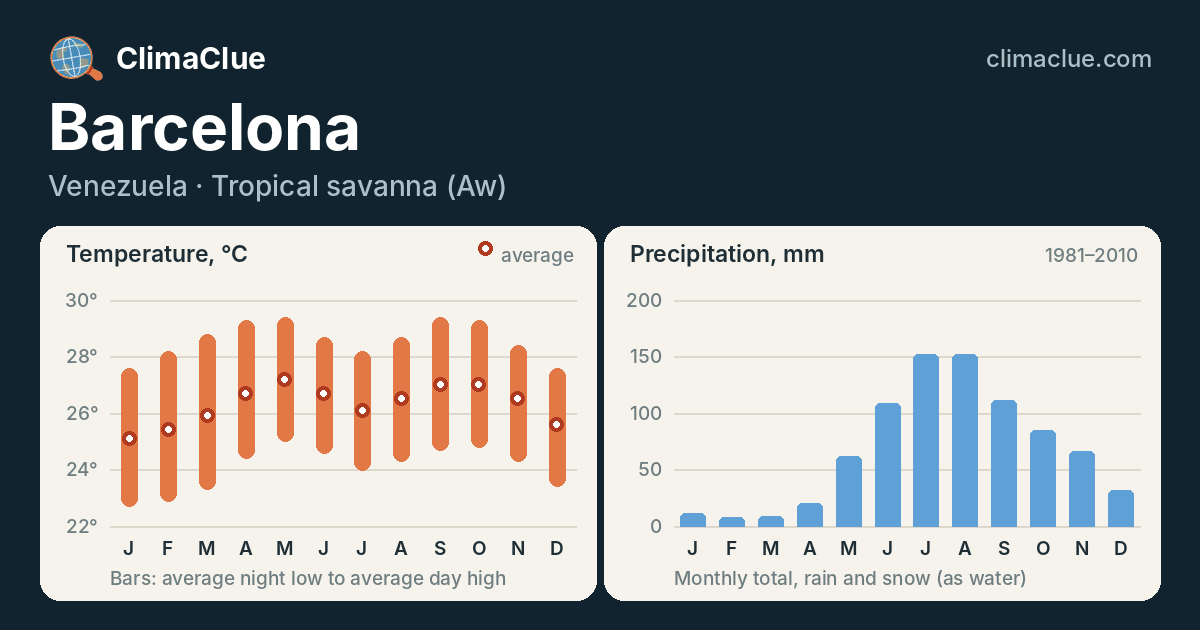 ClimaClue
climaclue.com
Barcelona
Venezuela · Tropical savanna (Aw)
Temperature, °C
average
30°
28°
26°
24°
22°
J F M A M J J A S O N D
Bars: average night low to average day high
Precipitation, mm
1981–2010
200
150
100
50
0
J F M A M J J A S O N D
Monthly total, rain and snow (as water)